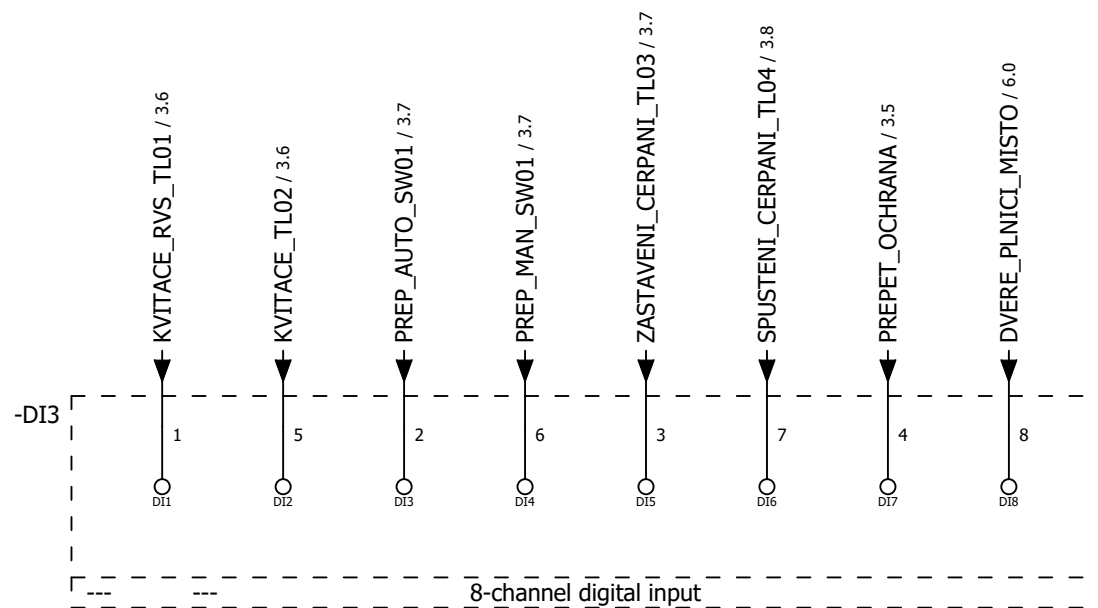 KVITACE_RVS_TL01 / 3.6
KVITACE_TL02 / 3.6
PREP_AUTO_SW01 / 3.7
PREP_MAN_SW01 / 3.7
ZASTAVENI_CERPANI_TL03 / 3.7
SPUSTENI_CERPANI_TL04 / 3.8
PREPET_OCHRANA / 3.5
DVERE_PLNICI_MISTO / 6.0
-DI3
1 5 2 6 3 7 4 8
DI1 DI2 DI3 DI4 DI5 DI6 DI7 DI8
--- --- 8-channel digital input